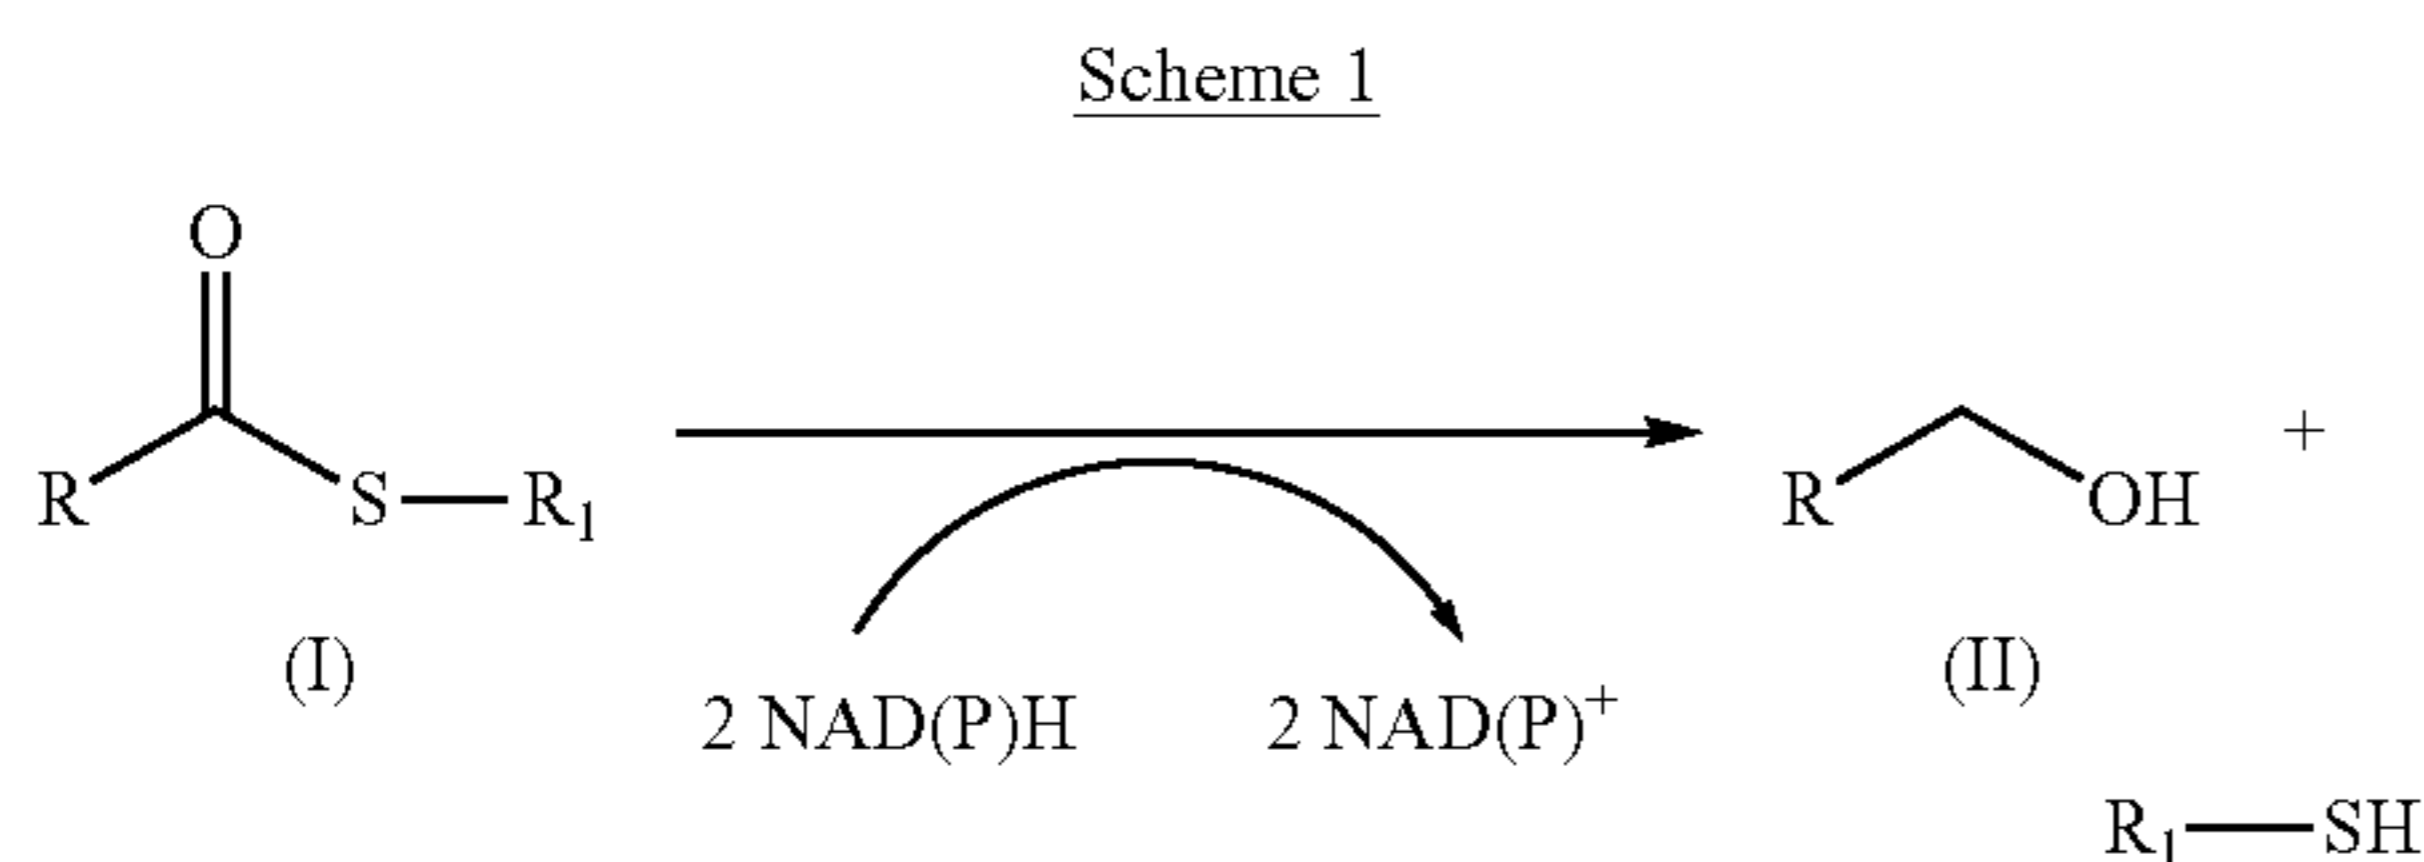 Scheme 1
O
R S R₁ R OH +
(I) (II)
2 NAD(P)H 2 NAD(P)⁺
R₁ SH